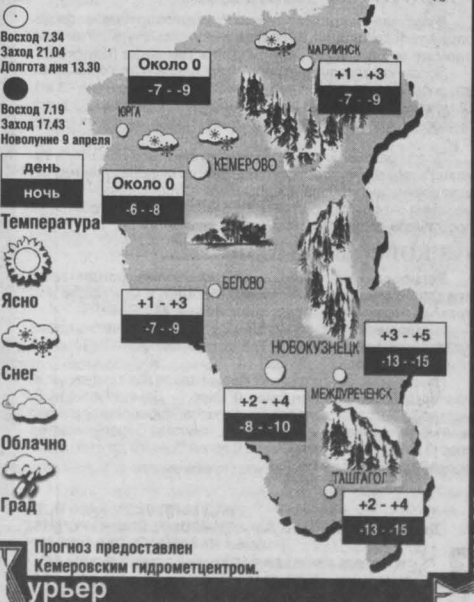 Восход 7.34
Заход 21.04
Долгота дня 13.30
Восход 7.19
Заход 17.43
Новолуние 9 апреля
день
ночь
Температура
Ясно
Снег
Облачно
Град
Около 0
-7 - -9
МАРИИНСК
+1 - +3
-7 - -9
ЮРГА
КЕМЕРОВО
Около 0
-6 - -8
БЕЛОВО
+1 - +3
-7 - -9
НОВОКУЗНЕЦК
+3 - +5
-13 - -15
+2 - +4
-8 - -10
МЕЖДУРЕЧЕНСК
ТАШТАГОЛ
+2 - +4
-13 - -15
Прогноз предоставлен
Кемеровским гидрометцентром.
Курьер